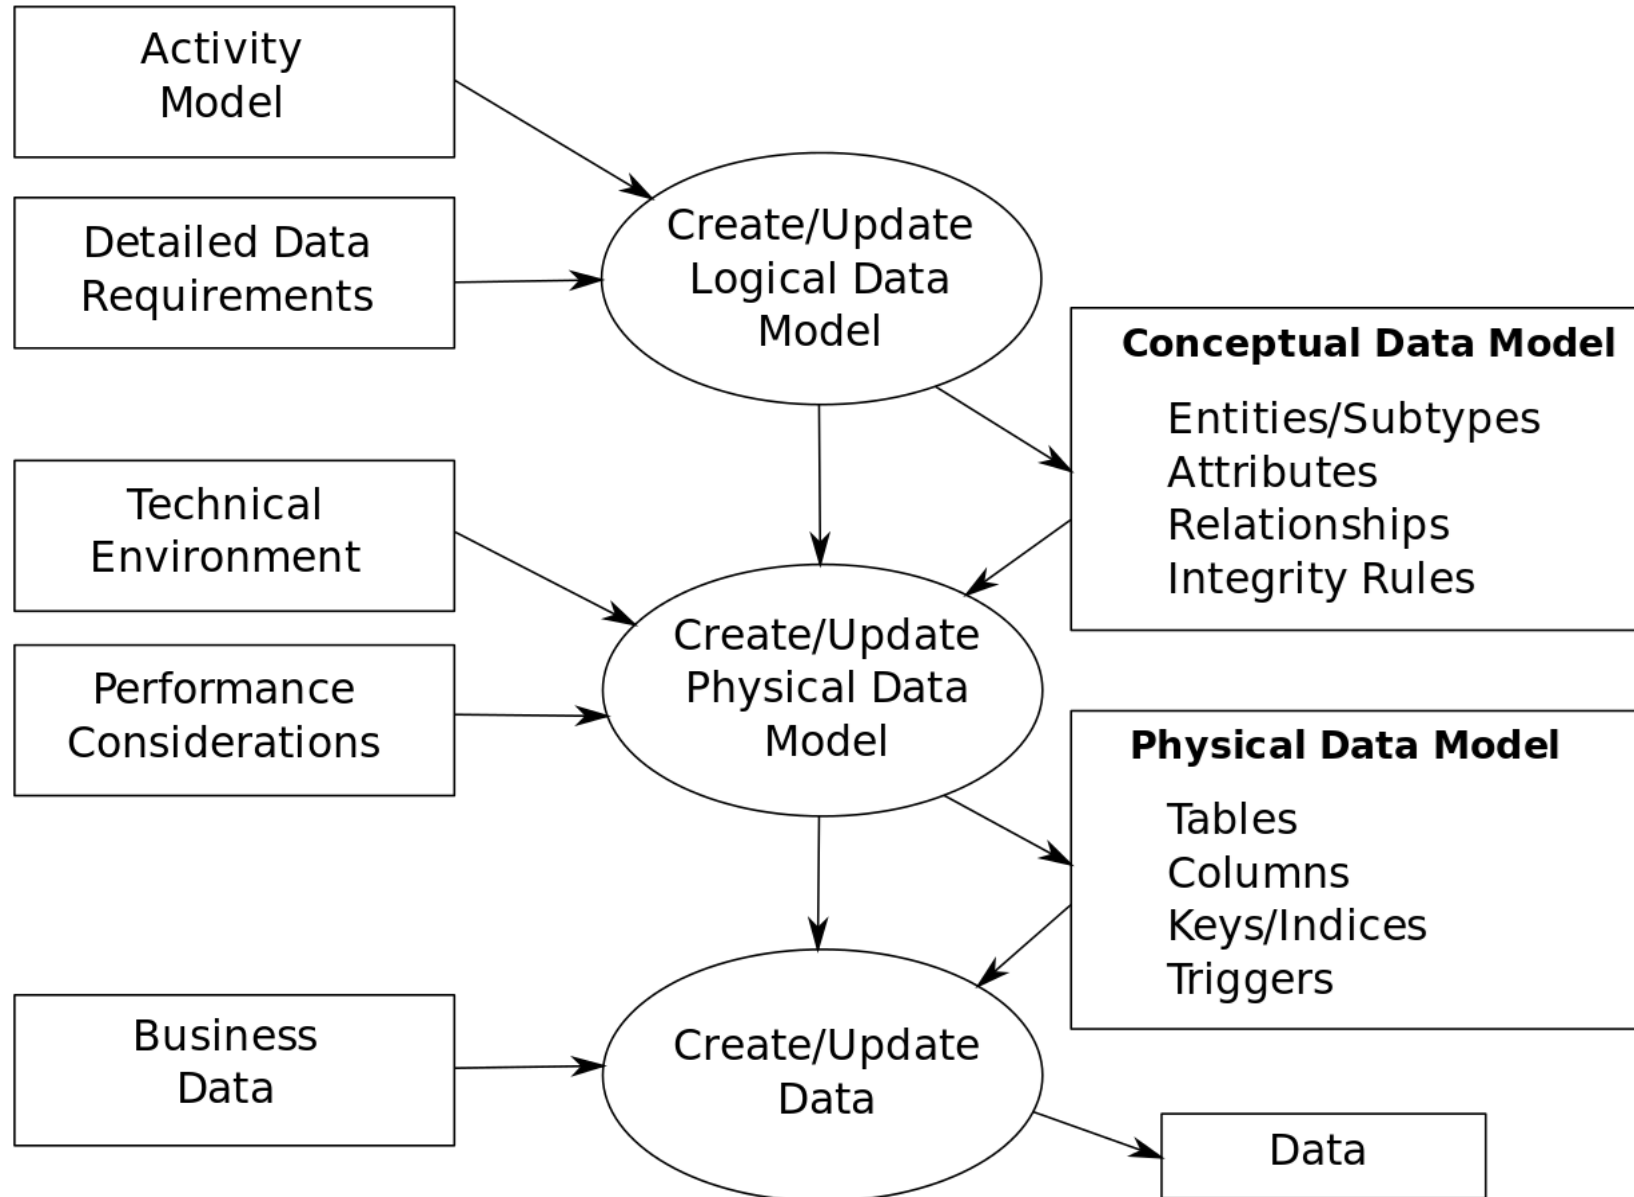 Activity
Model
Detailed Data
Requirements
Create/Update
Logical Data
Model
Conceptual Data Model
Entities/Subtypes
Attributes
Relationships
Integrity Rules
Technical
Environment
Performance
Considerations
Create/Update
Physical Data
Model
Physical Data Model
Tables
Columns
Keys/Indices
Triggers
Business
Data
Create/Update
Data
Data